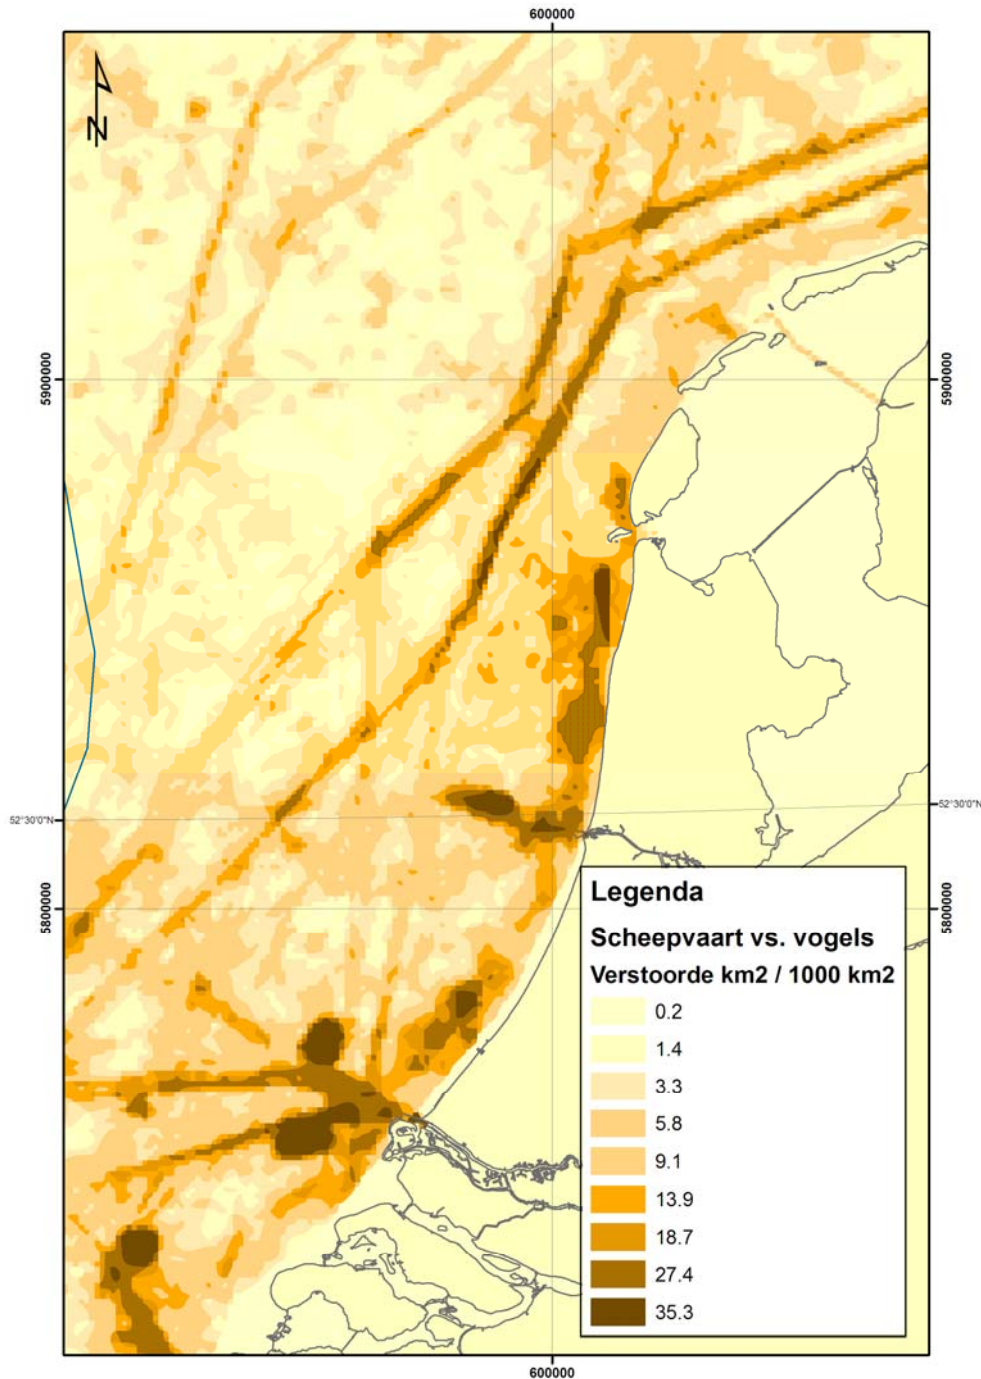 600000
N
5900000
5900000
52°30'0"N
52°30'0"N
5800000
5800000
Legenda
Scheepvaart vs. vogels
Verstoorde km2 / 1000 km2
0.2
1.4
3.3
5.8
9.1
13.9
18.7
27.4
35.3
600000